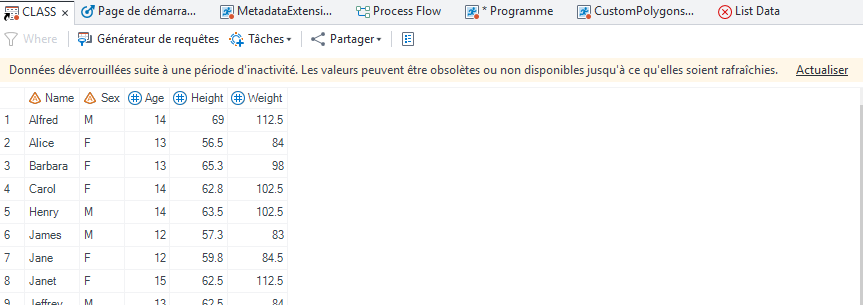 CLASS × Page de démarra... MetadataExtensi... Process Flow * Programme CustomPolygons... List Data
Where Générateur de requêtes Tâches Partager
Données déverrouillées suite à une période d'inactivité. Les valeurs peuvent être obsolètes ou non disponibles jusqu'à ce qu'elles soient rafraîchies. Actualiser
Name Sex Age Height Weight
1 Alfred M 14 69 112.5
2 Alice F 13 56.5 84
3 Barbara F 13 65.3 98
4 Carol F 14 62.8 102.5
5 Henry M 14 63.5 102.5
6 James M 12 57.3 83
7 Jane F 12 59.8 84.5
8 Janet F 15 62.5 112.5
9 Jeffrey M 13 62.5 84